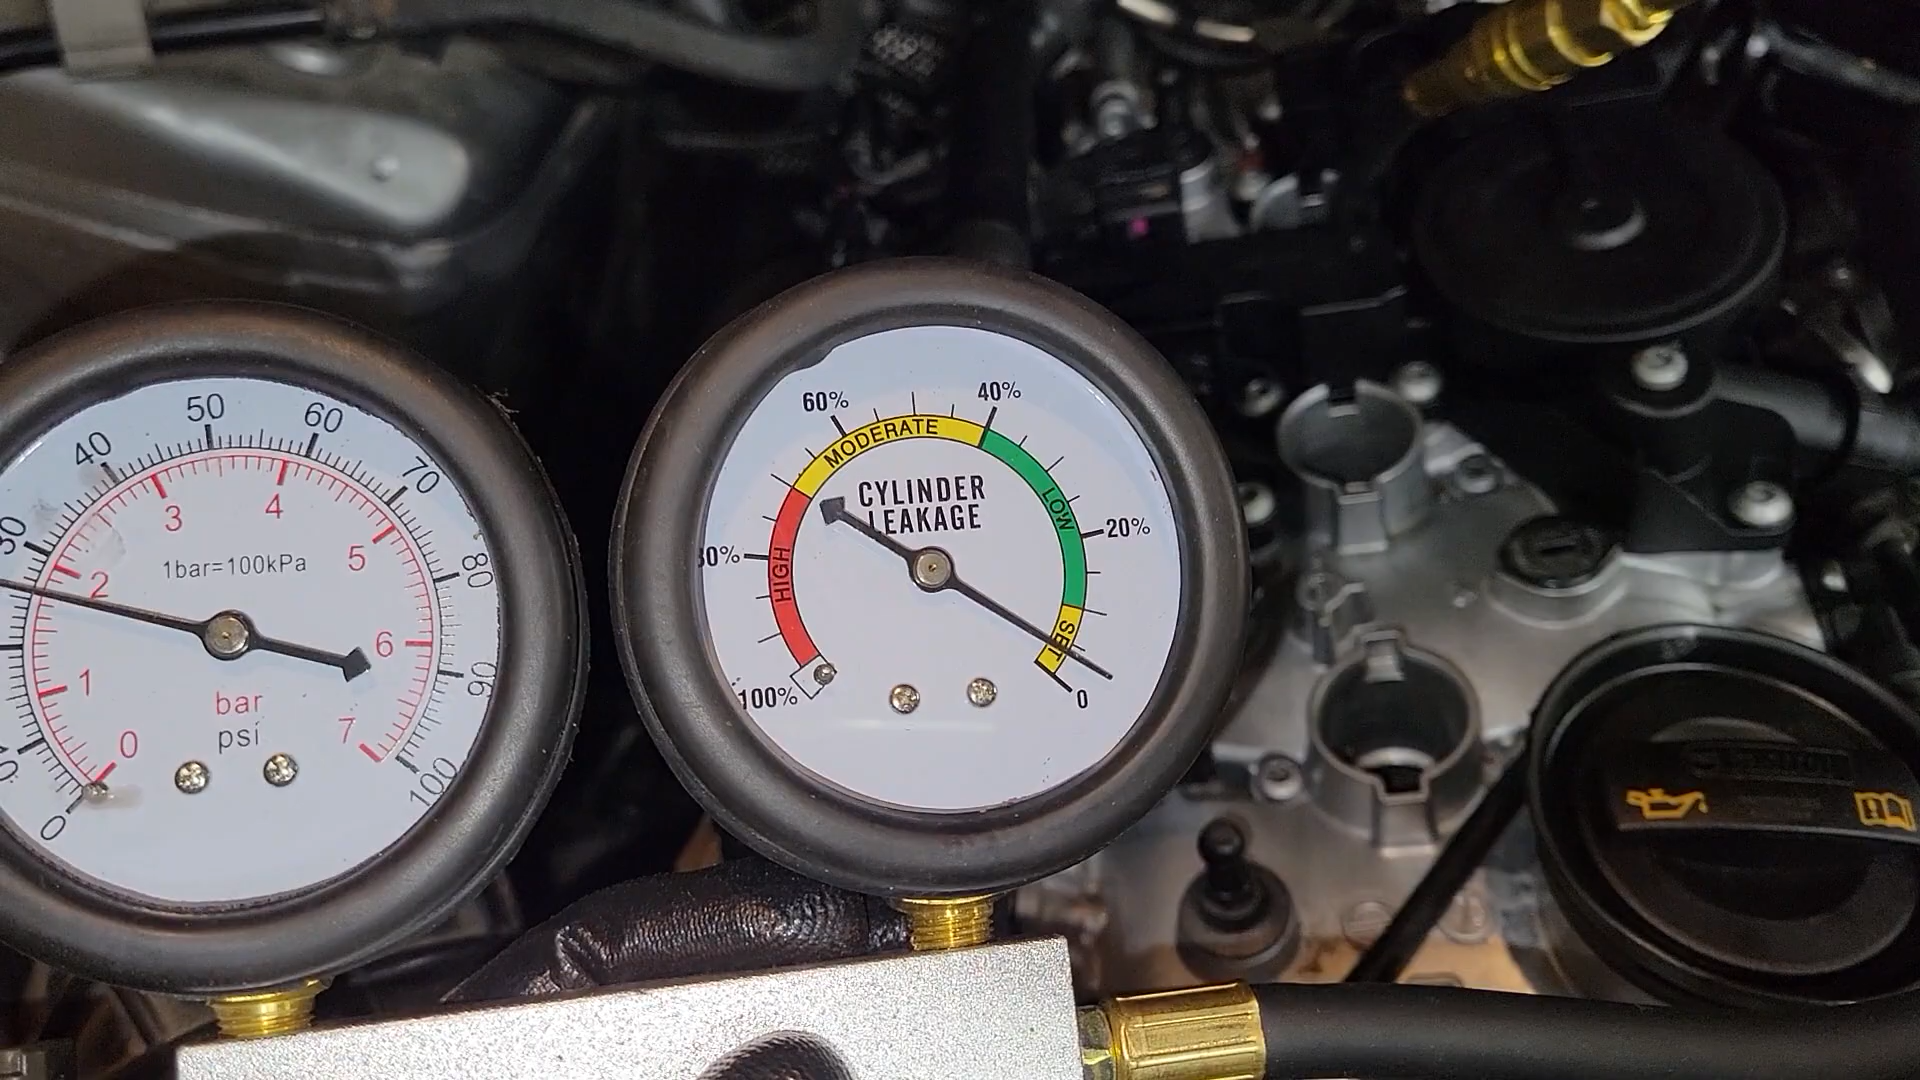 50
60
40
70
30
80
90
100
0
3
4
2
5
1
6
0
7
1bar=100kPa
bar
psi
60%
40%
20%
80%
100%
0
MODERATE
LOW
HIGH
SET
CYLINDER
LEAKAGE